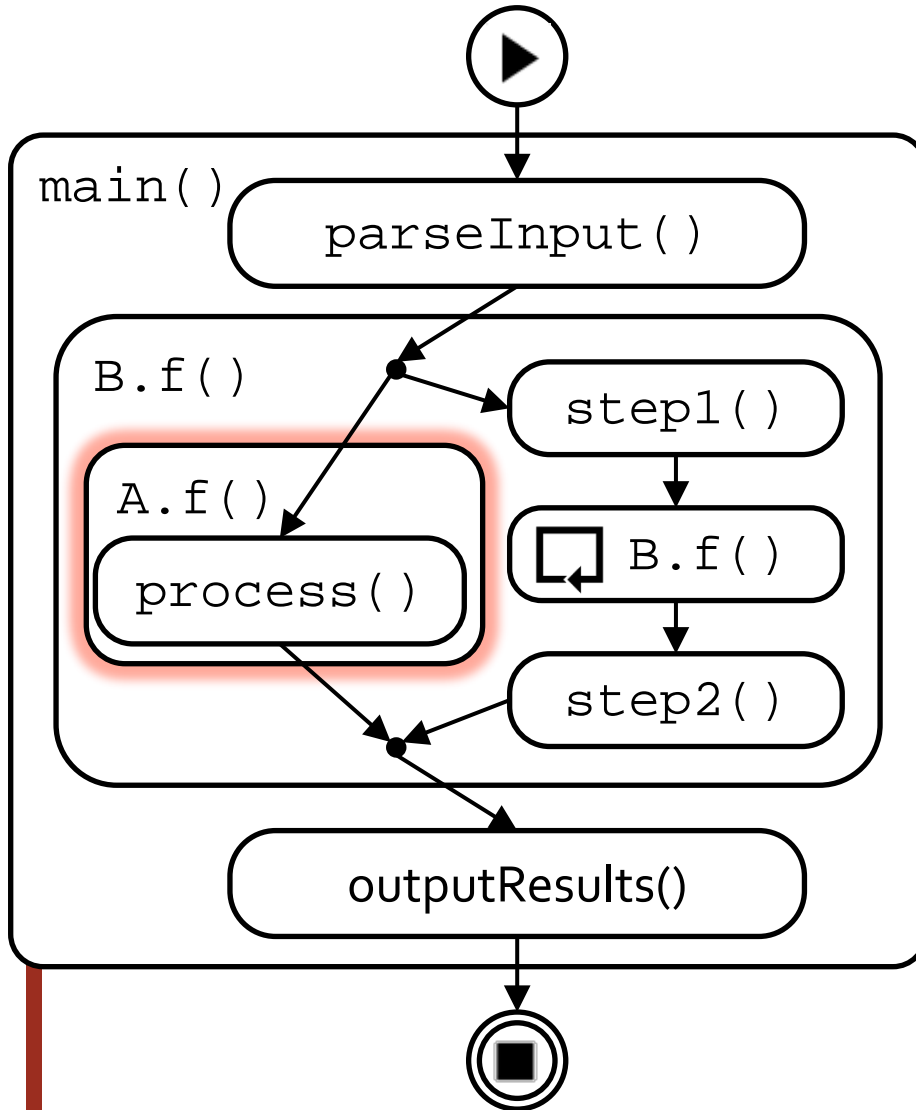 main()
parseInput()
B.f()
step1()
A.f()
B.f()
process()
step2()
outputResults()